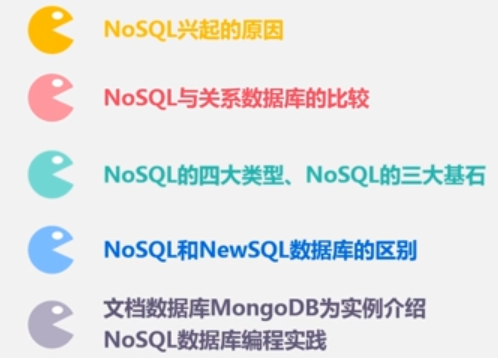 NoSQL兴起的原因
NoSQL与关系数据库的比较
NoSQL的四大类型、NoSQL的三大基石
NoSQL和NewSQL数据库的区别
文档数据库MongoDB为实例介绍
NoSQL数据库编程实践